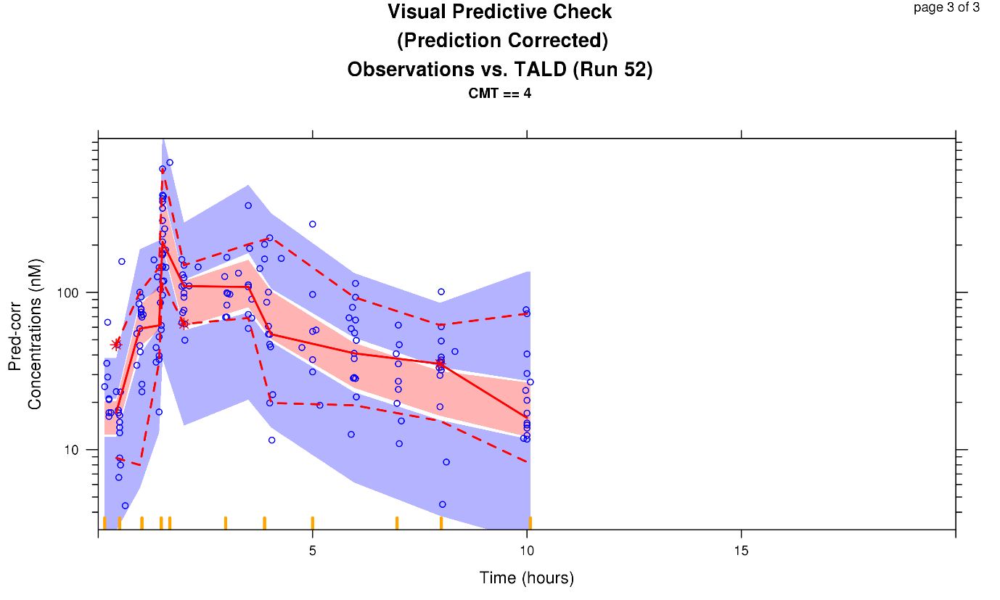 page 3 of 3
Visual Predictive Check
(Prediction Corrected)
Observations vs. TALD (Run 52)
CMT == 4
Pred-corr
Concentrations (nM)
100
10
5
10
15
Time (hours)